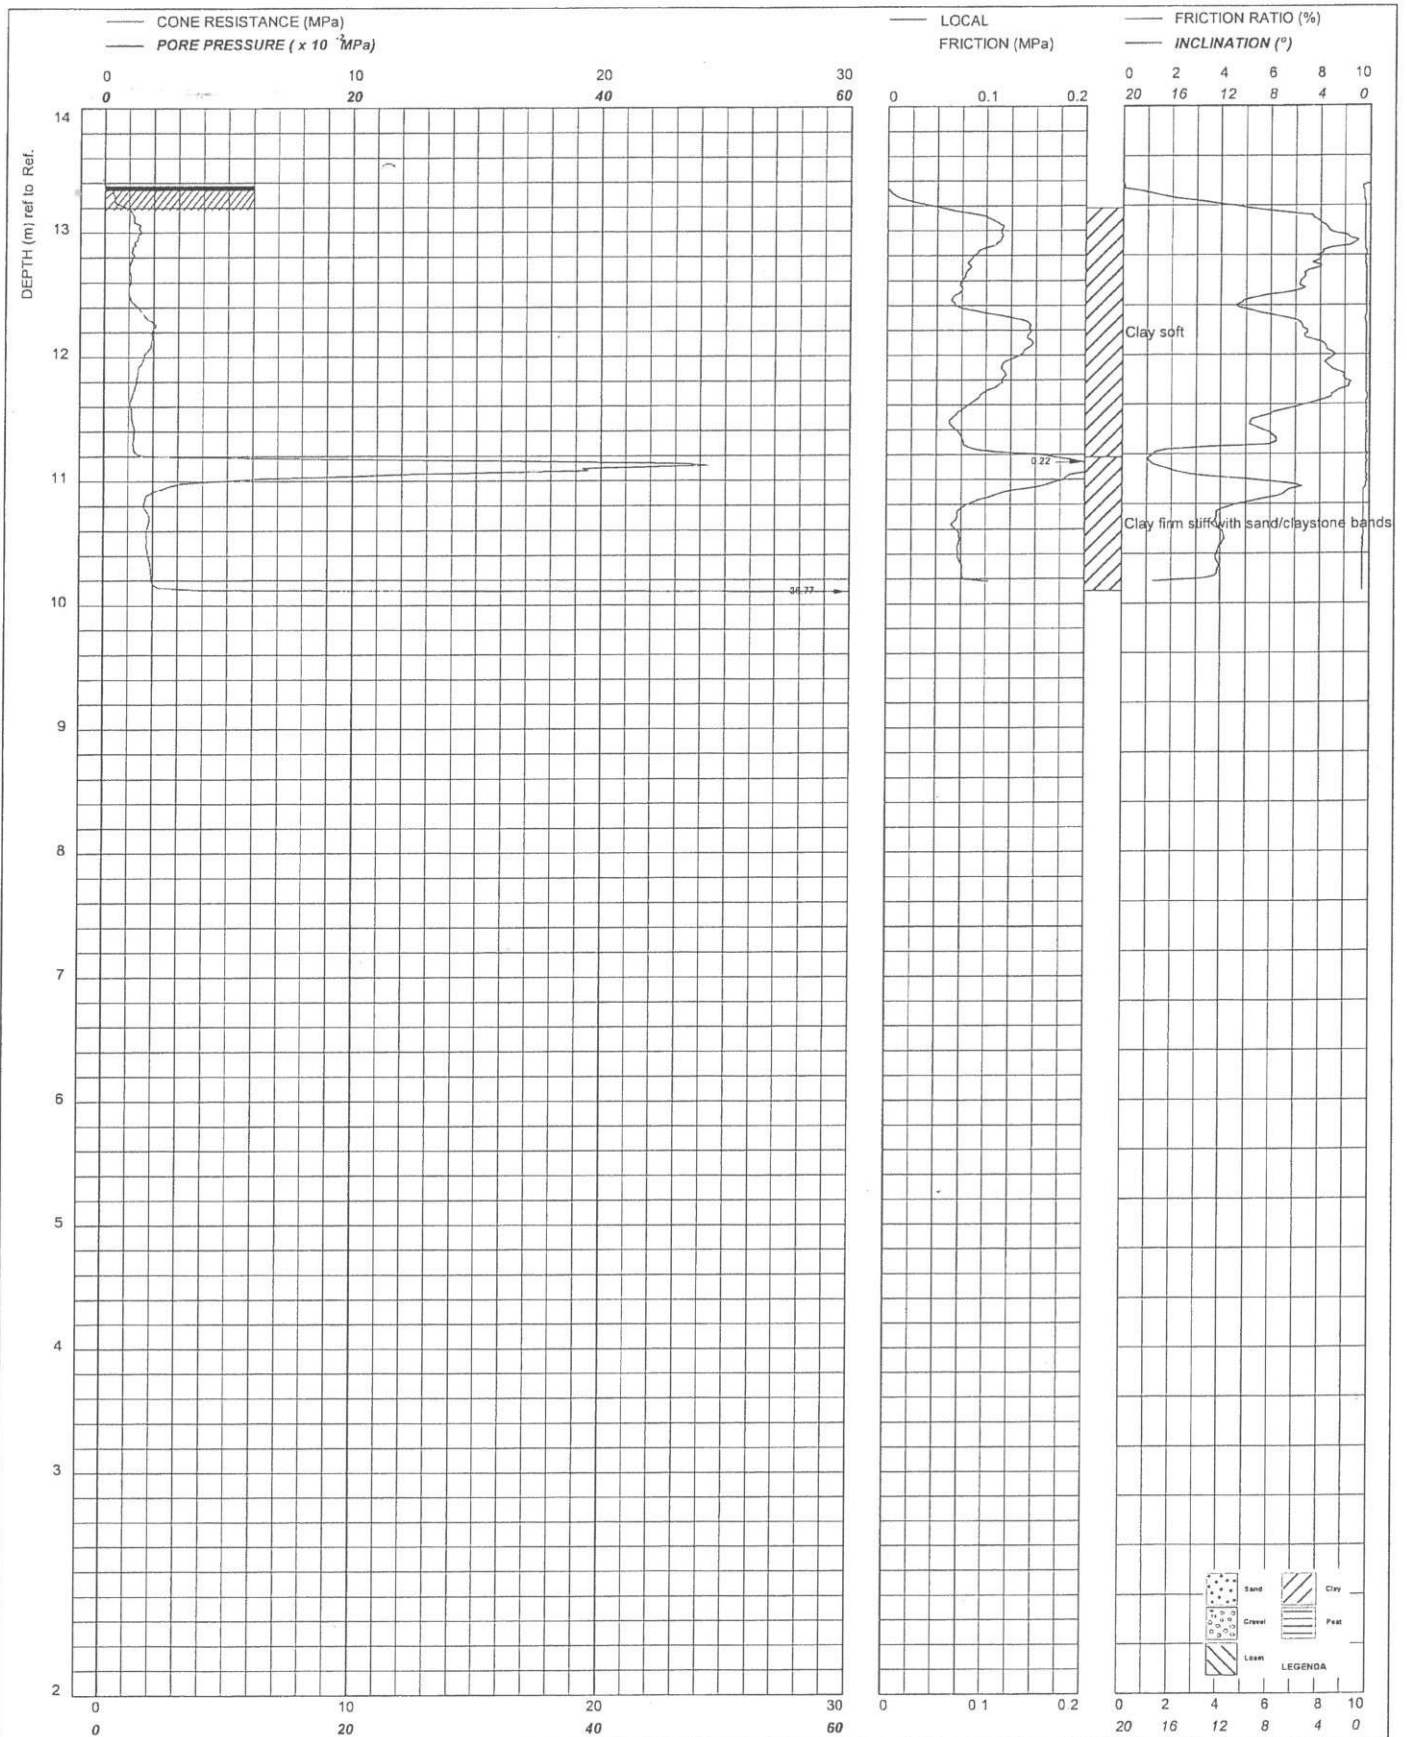 CONE RESISTANCE (MPa)
PORE PRESSURE ( x 10 -2 MPa)
LOCAL
FRICTION (MPa)
FRICTION RATIO (%)
INCLINATION (°)
0 10 20 30
0 20 40 60
0 0.1 0.2
0 2 4 6 8 10
20 16 12 8 4 0
DEPTH (m) ref to Ref.
14
13
Clay soft
12
0.22
11
Clay firm stiff with sand/claystone bands
36.77
10
9
8
7
6
5
4
3
Sand Clay
Gravel Peat
Loam LEGENDA
2
0 10 20 30
0 20 40 60
0 0 1 0 2
0 2 4 6 8 10
20 16 12 8 4 0